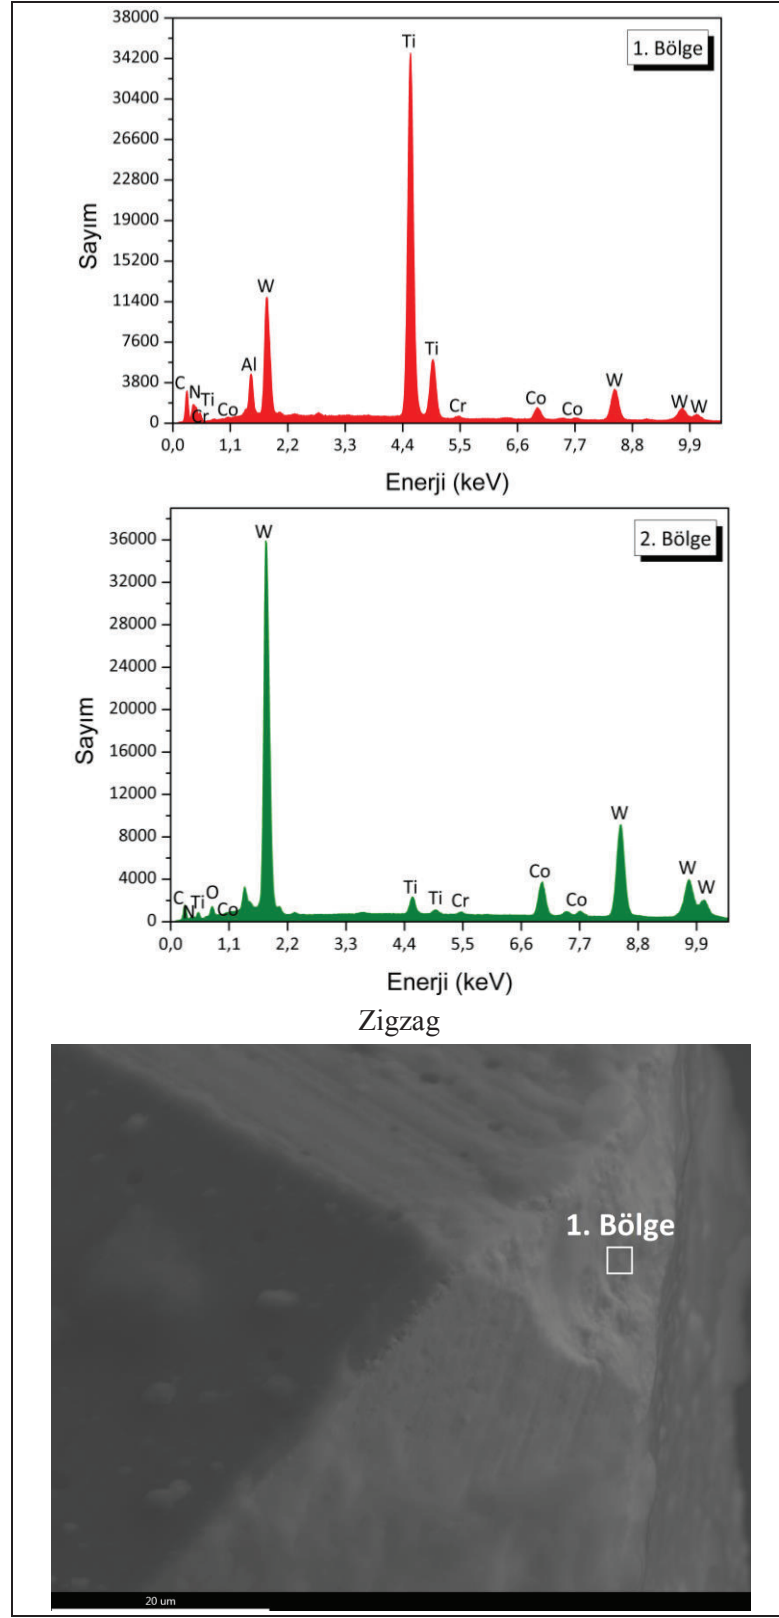 38000
34200
30400
26600
22800
19000
15200
11400
7600
3800
0
Sayım
1. Bölge
Ti
W
Al
C
N
Ti
Cr
Co
Ti
Cr
Co
Co
W
W
W
0,0 1,1 2,2 3,3 4,4 5,5 6,6 7,7 8,8 9,9
Enerji (keV)
36000
32000
28000
24000
20000
16000
12000
8000
4000
0
Sayım
2. Bölge
W
C
N
Ti
O
Co
Ti
Ti
Cr
Co
Co
W
W
W
0,0 1,1 2,2 3,3 4,4 5,5 6,6 7,7 8,8 9,9
Enerji (keV)
Zigzag
1. Bölge
20 um